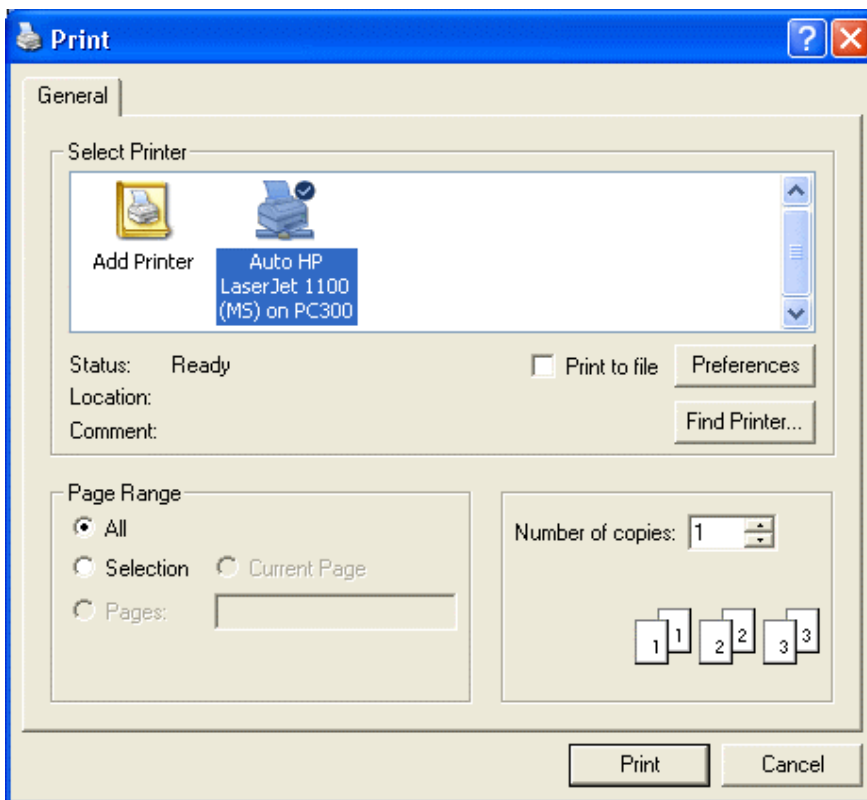 Print
General
Select Printer
Add Printer
Auto HP
LaserJet 1100
(MS) on PC300
Status: Ready
Print to file
Preferences
Location:
Find Printer...
Comment:
Page Range
All
Number of copies: 1
Selection
Current Page
Pages:
1 1 2 2 3 3
Print
Cancel